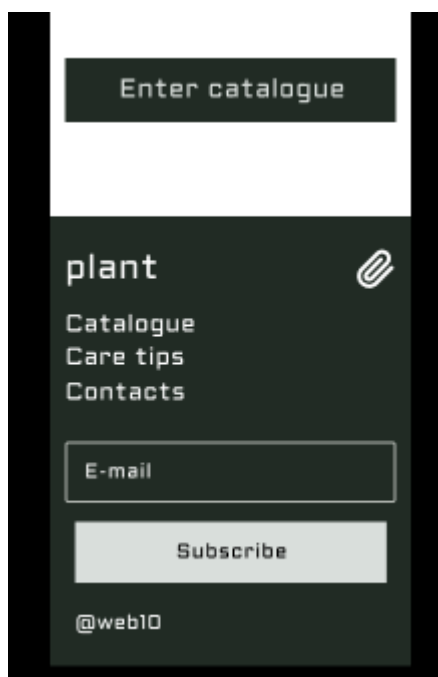 Enter catalogue
plant
Catalogue
Care tips
Contacts
E-mail
Subscribe
@web10